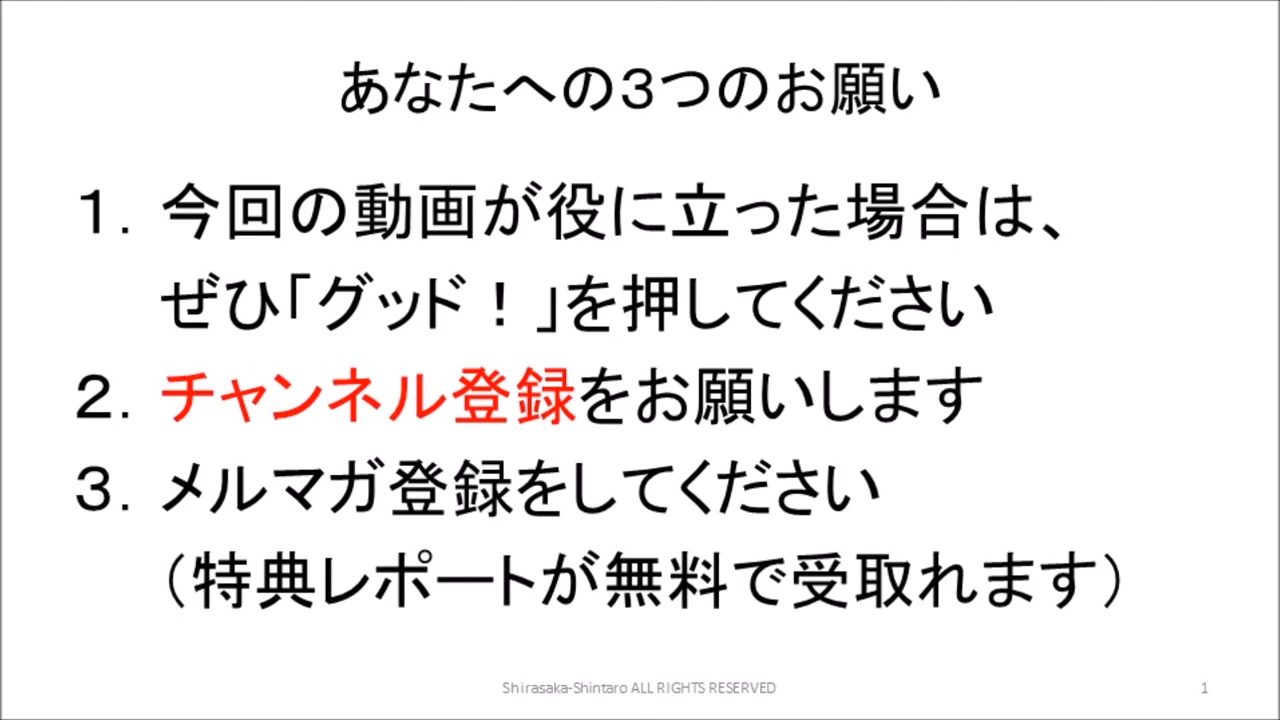 あなたへの３つのお願い
１．今回の動画が役に立った場合は、
ぜひ「グッド！」を押してください
２．チャンネル登録をお願いします
３．メルマガ登録をしてください
（特典レポートが無料で受取れます）
Shirasaka-Shintaro ALL RIGHTS RESERVED
1